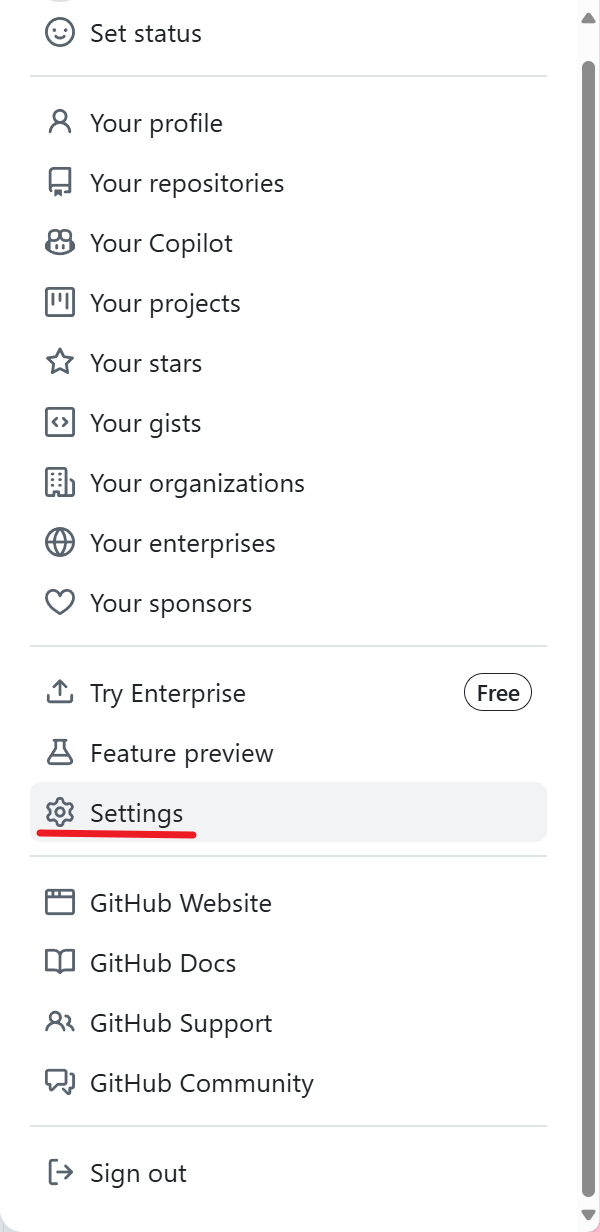 Set status
Your profile
Your repositories
Your Copilot
Your projects
Your stars
Your gists
Your organizations
Your enterprises
Your sponsors
Try Enterprise Free
Feature preview
Settings
GitHub Website
GitHub Docs
GitHub Support
GitHub Community
Sign out